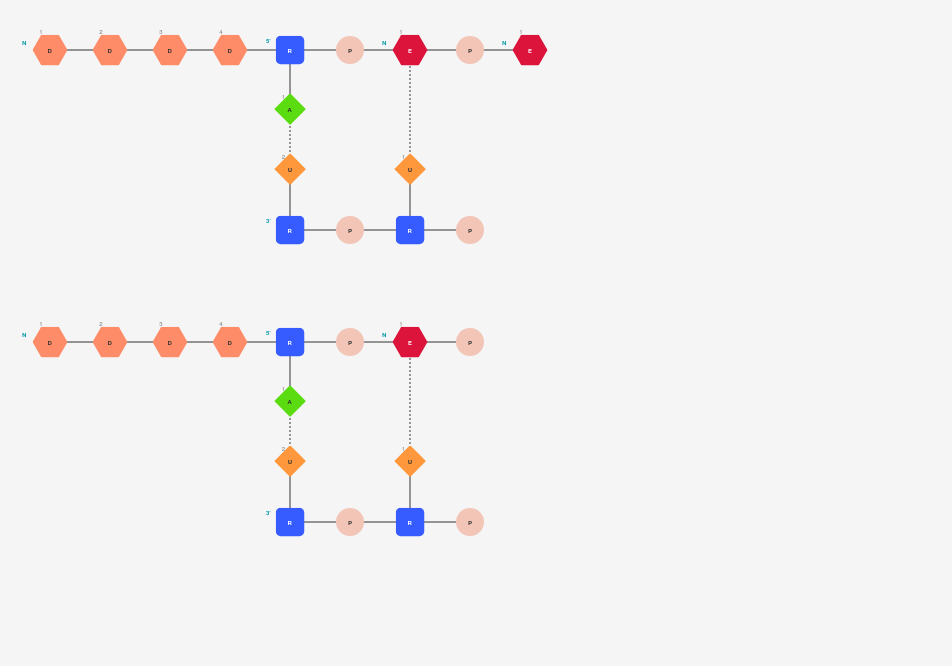 1 2 3 4 5' 1 1
N D D D D R P N E P N E
1
A
2 1
U U
3' R P R P
1 2 3 4 5' 1
N D D D D R P N E P
1
A
2 1
U U
3' R P R P